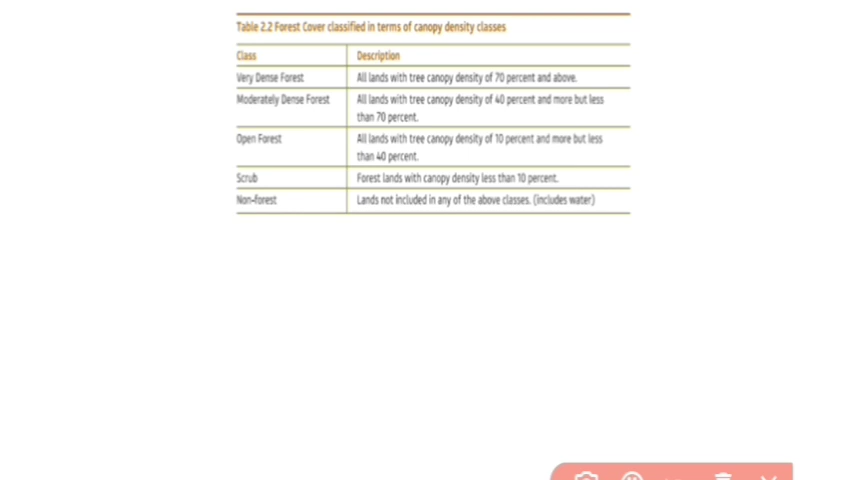 Table 2.2 Forest Cover classified in terms of canopy density classes
Class Description
Very Dense Forest All lands with tree canopy density of 70 percent and above.
Moderately Dense Forest All lands with tree canopy density of 40 percent and more but less
than 70 percent.
Open Forest All lands with tree canopy density of 10 percent and more but less
than 40 percent.
Scrub Forest lands with canopy density less than 10 percent.
Non-forest Lands not included in any of the above classes. (includes water)